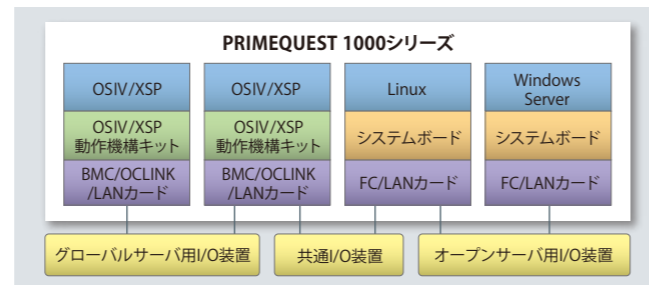 PRIMEQUEST 1000シリーズ
OSIV/XSP
OSIV/XSP
動作機構キット
BMC/OCLINK
/LANカード
OSIV/XSP
OSIV/XSP
動作機構キット
BMC/OCLINK
/LANカード
Linux
システムボード
FC/LANカード
Windows
Server
システムボード
FC/LANカード
グローバルサーバ用I/O装置
共通I/O装置
オープンサーバ用I/O装置